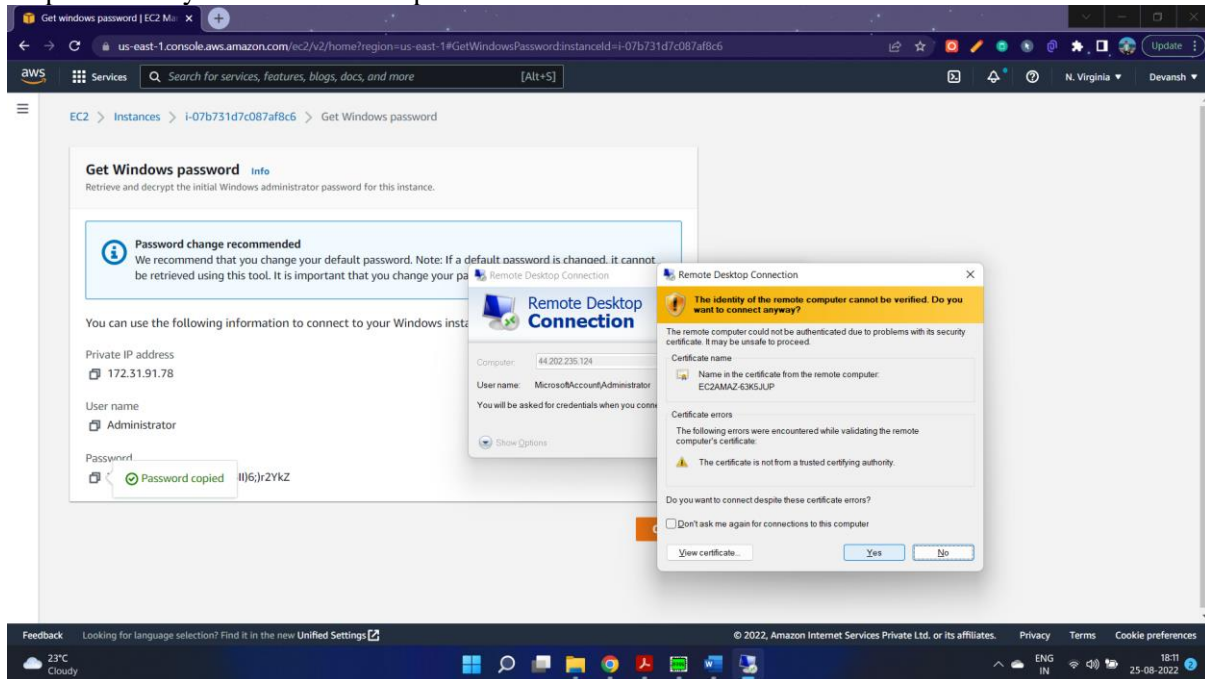 Get windows password | EC2 Ma
us-east-1.console.aws.amazon.com/ec2/v2/home?region=us-east-1#GetWindowsPassword:instanceId=i-07b731d7c087af8c6
Update
aws
Services
Search for services, features, blogs, docs, and more
[Alt+S]
N. Virginia
Devansh
EC2 > Instances > i-07b731d7c087af8c6 > Get Windows password
Get Windows password Info
Retrieve and decrypt the initial Windows administrator password for this instance.
Password change recommended
We recommend that you change your default password. Note: If a default password is changed, it cannot
be retrieved using this tool. It is important that you change your pa
You can use the following information to connect to your Windows insta
Private IP address
172.31.91.78
User name
Administrator
Password
Password copied
II)6;)r2YkZ
Remote Desktop Connection
Remote Desktop
Connection
Computer:
44.202.235.124
User name: MicrosoftAccount\Administrator
You will be asked for credentials when you conne
Show Options
Remote Desktop Connection
The identity of the remote computer cannot be verified. Do you
want to connect anyway?
The remote computer could not be authenticated due to problems with its security
certificate. It may be unsafe to proceed.
Certificate name
Name in the certificate from the remote computer:
EC2AMAZ-63K5JUP
Certificate errors
The following errors were encountered while validating the remote
computer's certificate:
The certificate is not from a trusted certifying authority.
Do you want to connect despite these certificate errors?
Don't ask me again for connections to this computer
View certificate...
Yes
No
Feedback
Looking for language selection? Find it in the new Unified Settings
© 2022, Amazon Internet Services Private Ltd. or its affiliates.
Privacy
Terms
Cookie preferences
23°C
Cloudy
ENG
IN
18:11
25-08-2022
2